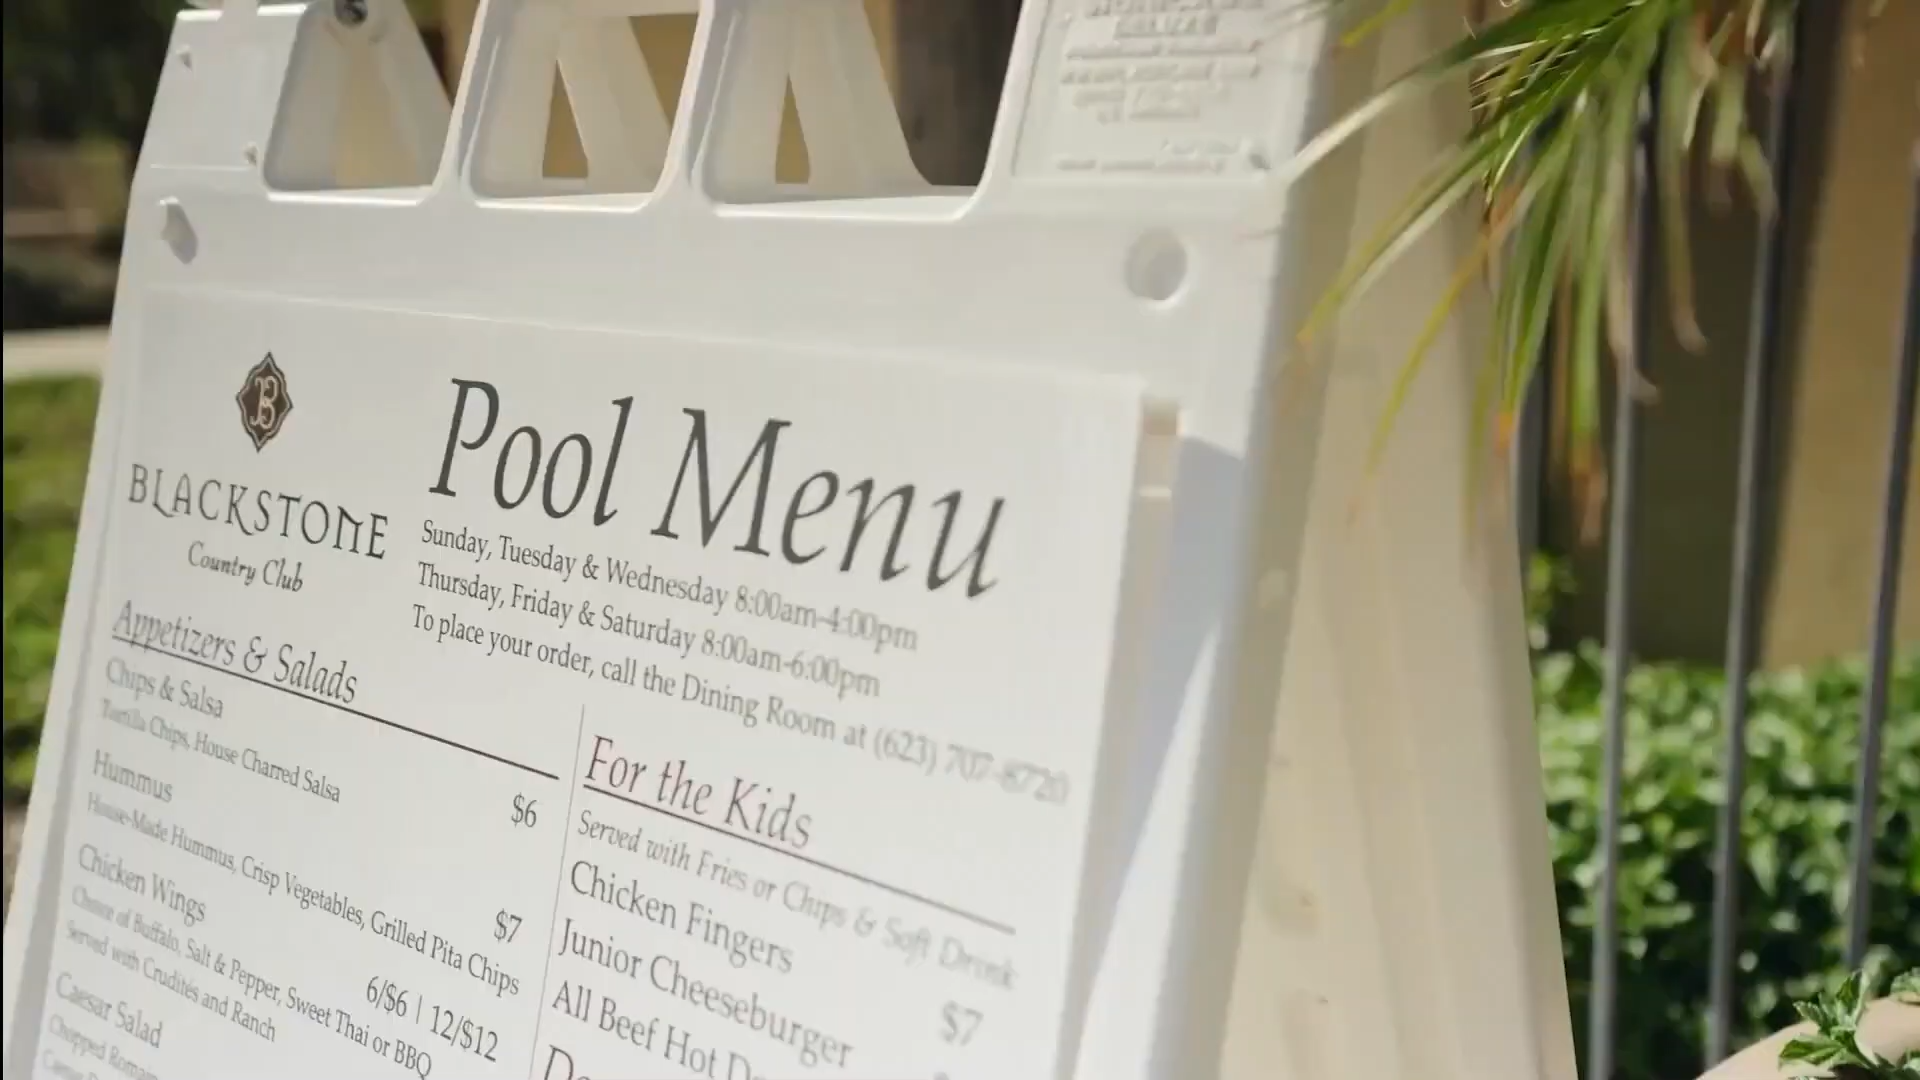 BLACKSTONE
Country Club
Pool Menu
Sunday, Tuesday & Wednesday 8:00am-4:00pm
Thursday, Friday & Saturday 8:00am-6:00pm
To place your order, call the Dining Room at (623) 707-8720
Appetizers & Salads
Chips & Salsa $6
Tortilla Chips, House Charred Salsa
Hummus $7
House-Made Hummus, Crisp Vegetables, Grilled Pita Chips
Chicken Wings 6/$6 | 12/$12
Choice of Buffalo, Salt & Pepper, Sweet Thai or BBQ
Served with Crudités and Ranch
Caesar Salad
Chopped
For the Kids
Served with Fries or Chips & Soft Drink
Chicken Fingers $7
Junior Cheeseburger
All Beef Hot